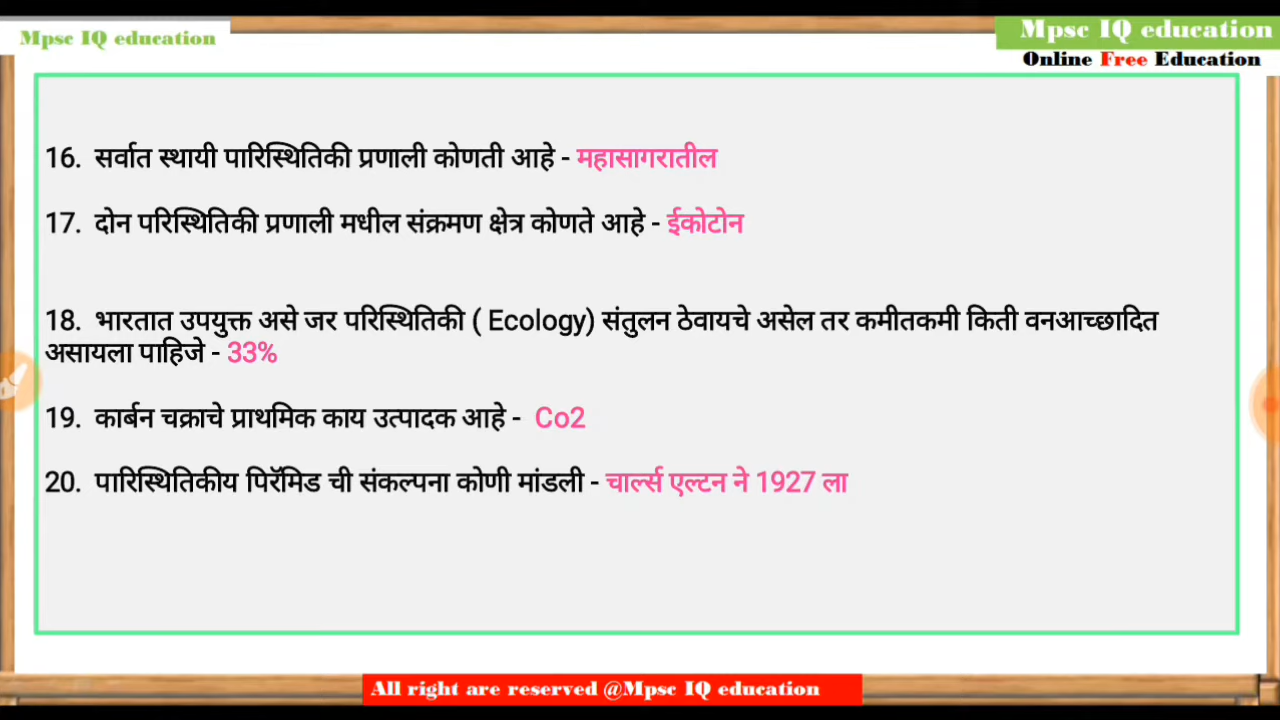 Mpsc IQ education
Mpsc IQ education
Online Free Education
16. सर्वात स्थायी पारिस्थितिकी प्रणाली कोणती आहे - महासागरातील
17. दोन परिस्थितिकी प्रणाली मधील संक्रमण क्षेत्र कोणते आहे - ईकोटोन
18. भारतात उपयुक्त असे जर परिस्थितिकी ( Ecology) संतुलन ठेवायचे असेल तर कमीतकमी किती वनआच्छादित
असायला पाहिजे - 33%
19. कार्बन चक्राचे प्राथमिक काय उत्पादक आहे - Co2
20. पारिस्थितिकीय पिरॅमिड ची संकल्पना कोणी मांडली - चार्ल्स एल्टन ने 1927 ला
All right are reserved @Mpsc IQ education